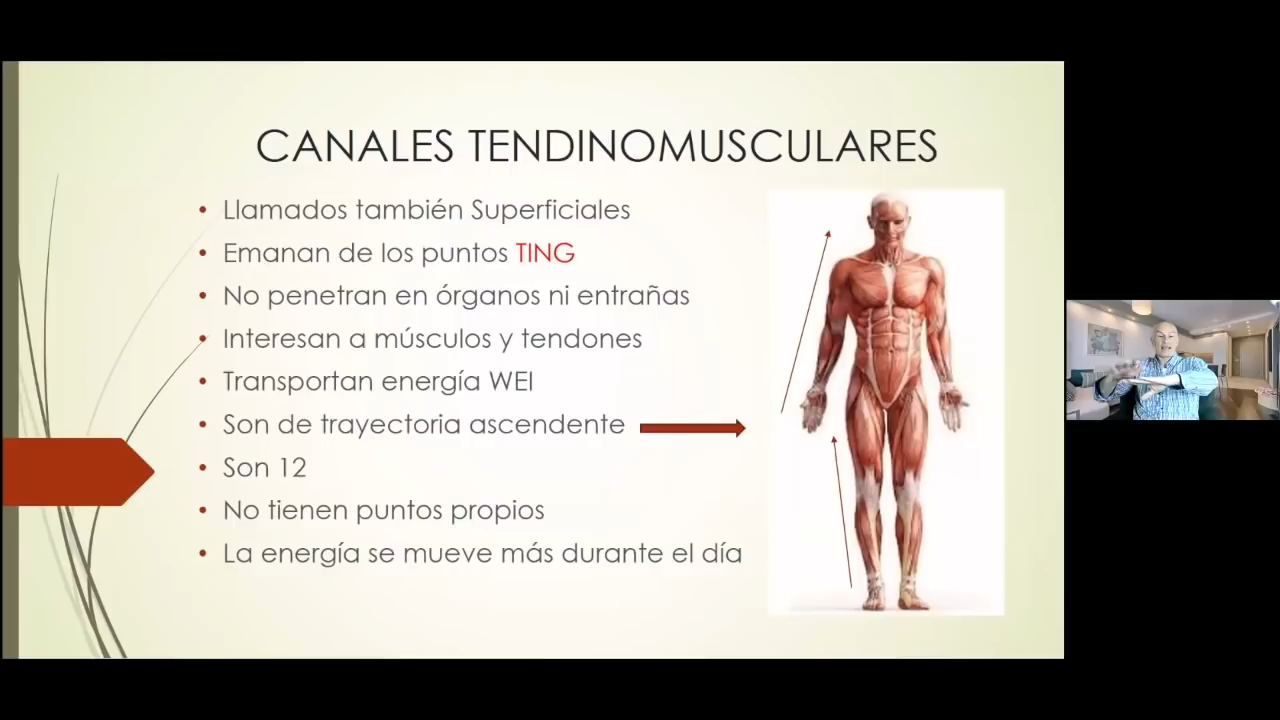 CANALES TENDINOMUSCULARES
• Llamados también Superficiales
• Emanan de los puntos TING
• No penetran en órganos ni entrañas
• Interesan a músculos y tendones
• Transportan energía WEI
• Son de trayectoria ascendente
• Son 12
• No tienen puntos propios
• La energía se mueve más durante el día